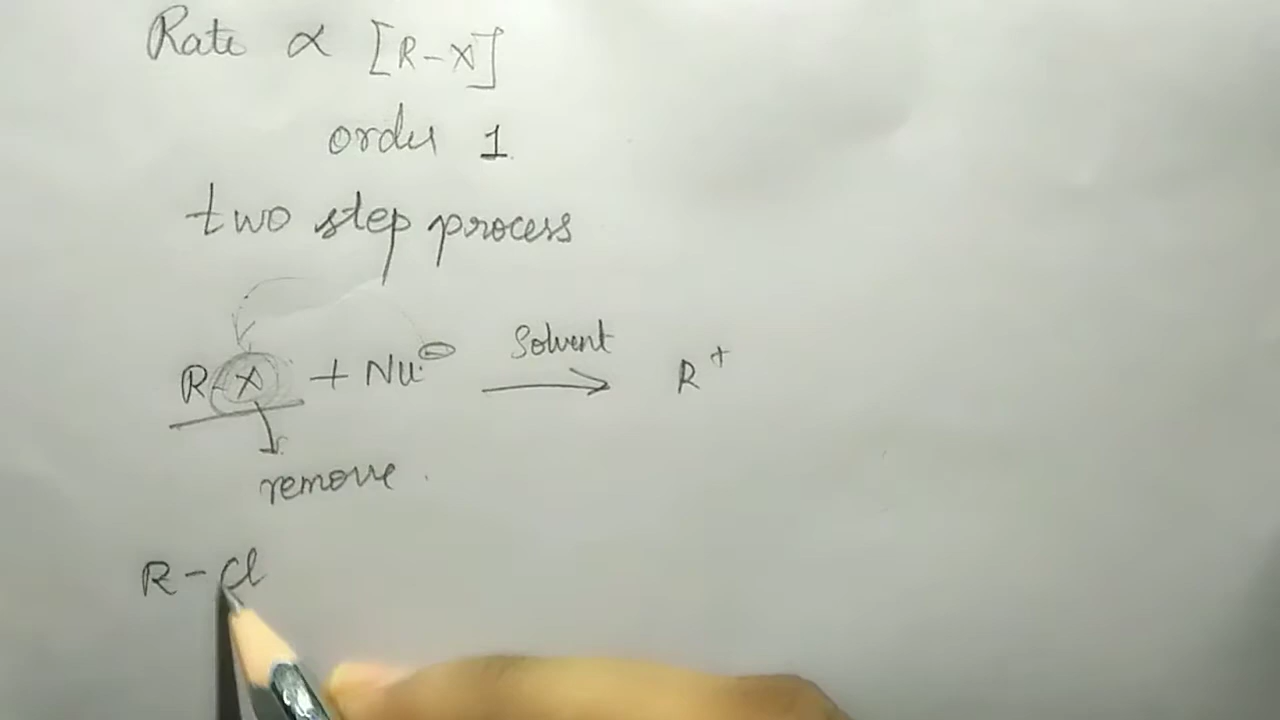 Rate ∝ [R-X]
order 1
two step process
Solvent
R-X + Nu:⊖ ⟶ R⁺
remove.
R-Cl